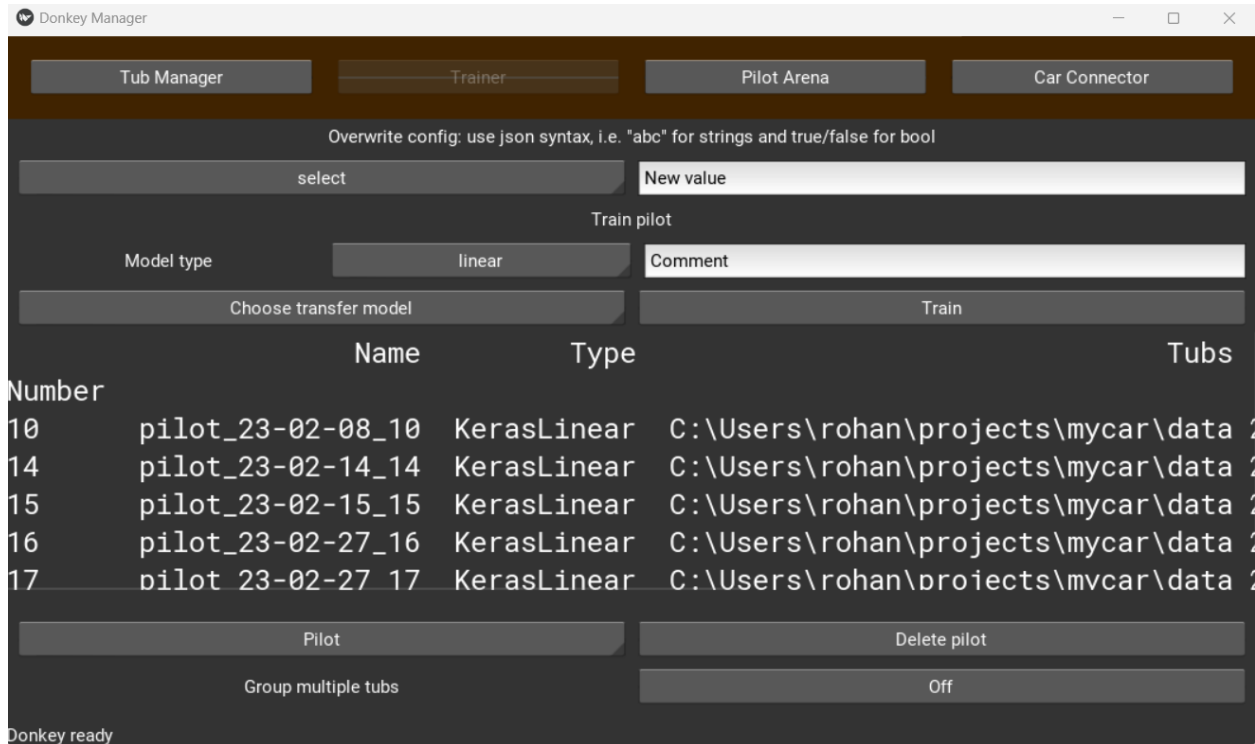 Donkey Manager
Tub Manager Trainer Pilot Arena Car Connector
Overwrite config: use json syntax, i.e. "abc" for strings and true/false for bool
select New value
Train pilot
Model type linear Comment
Choose transfer model Train
Name Type Tubs
Number
10 pilot_23-02-08_10 KerasLinear C:\Users\rohan\projects\mycar\data
14 pilot_23-02-14_14 KerasLinear C:\Users\rohan\projects\mycar\data
15 pilot_23-02-15_15 KerasLinear C:\Users\rohan\projects\mycar\data
16 pilot_23-02-27_16 KerasLinear C:\Users\rohan\projects\mycar\data
17 pilot_23-02-27_17 KerasLinear C:\Users\rohan\projects\mycar\data
Pilot Delete pilot
Group multiple tubs Off
Donkey ready